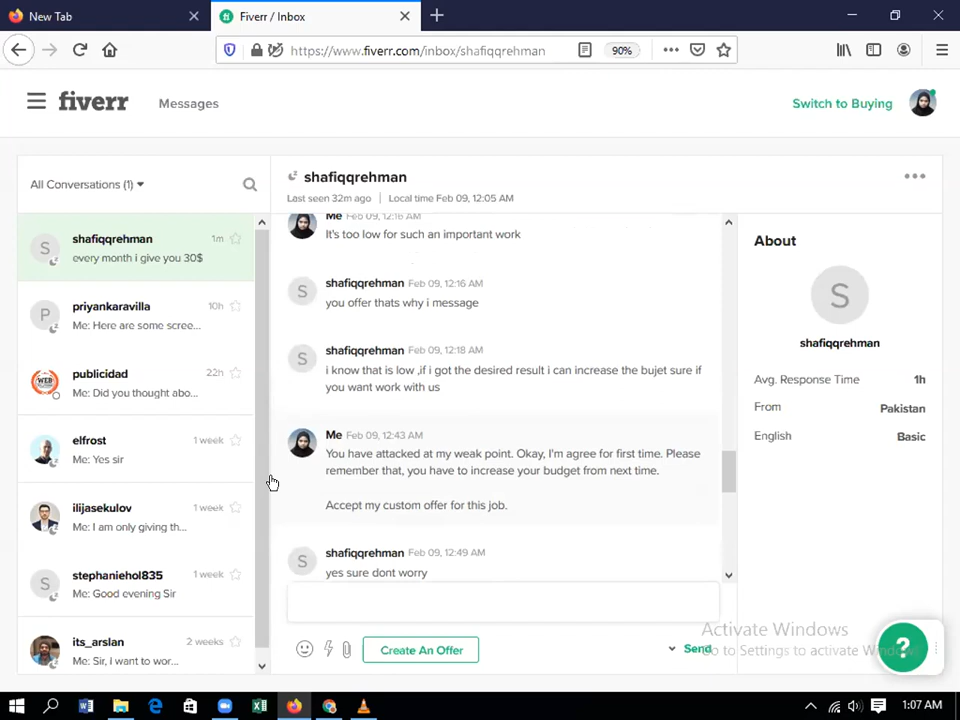 New Tab
Fiverr / Inbox
https://www.fiverr.com/inbox/shafiqqrehman
90%
fiverr
Messages
Switch to Buying
All Conversations (1)
shafiqqrehman
1m
every month i give you 30$
priyankaravilla
10h
Me: Here are some scree...
publicidad
22h
Me: Did you thought abo...
elfrost
1 week
Me: Yes sir
ilijasekulov
1 week
Me: I am only giving th...
stephaniehol835
1 week
Me: Good evening Sir
its_arslan
2 weeks
Me: Sir, I want to wor...
shafiqqrehman
Last seen 32m ago
Local time Feb 09, 12:05 AM
Me Feb 09, 12:16 AM
It's too low for such an important work
shafiqqrehman Feb 09, 12:16 AM
you offer thats why i message
shafiqqrehman Feb 09, 12:18 AM
i know that is low ,if i got the desired result i can increase the bujet sure if
you want work with us
Me Feb 09, 12:43 AM
You have attacked at my weak point. Okay, I'm agree for first time. Please
remember that, you have to increase your budget from next time.
Accept my custom offer for this job.
shafiqqrehman Feb 09, 12:49 AM
yes sure dont worry
Create An Offer
Send
About
S
shafiqqrehman
Avg. Response Time
1h
From
Pakistan
English
Basic
Activate Windows
Go to Settings to activate Windows.
?
1:07 AM